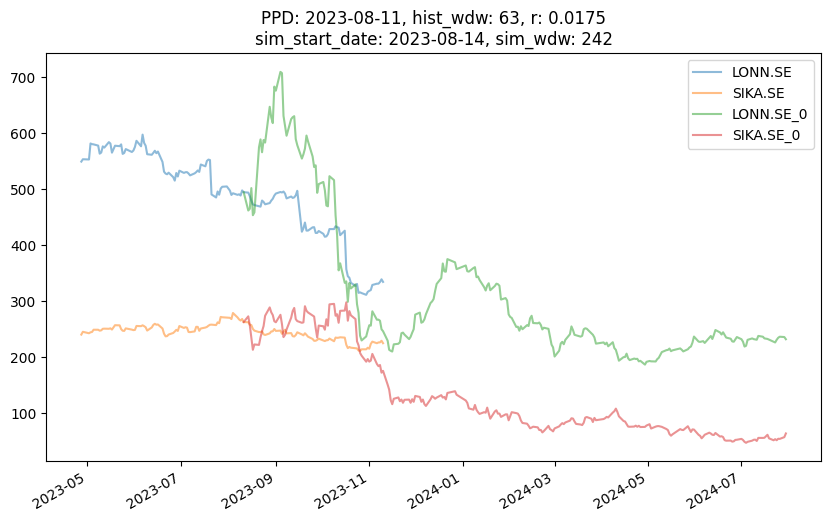 PPD: 2023-08-11, hist_wdw: 63, r: 0.0175
sim_start_date: 2023-08-14, sim_wdw: 242
LONN.SE
SIKA.SE
LONN.SE_0
SIKA.SE_0
700
600
500
400
300
200
100
2023-05
2023-07
2023-09
2023-11
2024-01
2024-03
2024-05
2024-07